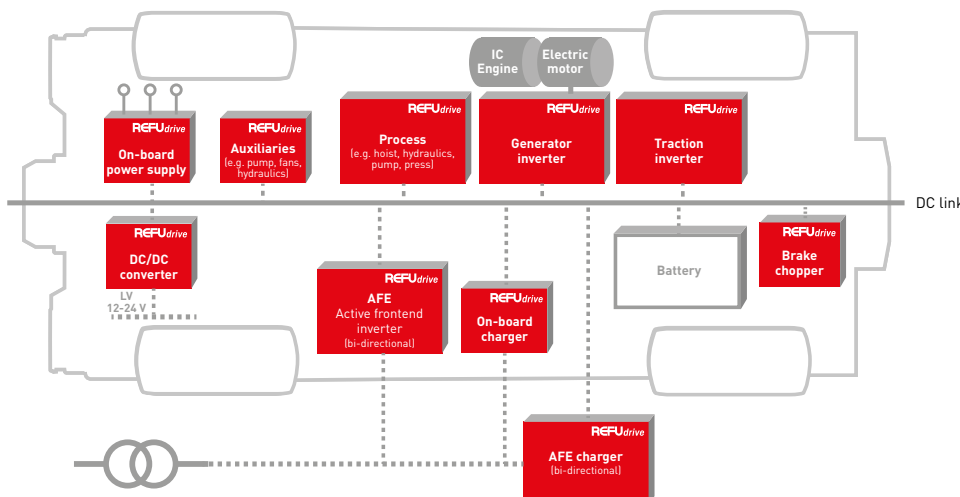 IC
Engine
Electric
motor
REFUdrive
On-board
power supply
REFUdrive
Auxiliaries
(e.g. pump, fans,
hydraulics)
REFUdrive
Process
(e.g. hoist, hydraulics,
pump, press)
REFUdrive
Generator
inverter
REFUdrive
Traction
inverter
DC link
REFUdrive
DC/DC
converter
LV
12-24 V
REFUdrive
AFE
Active frontend
inverter
(bi-directional)
REFUdrive
On-board
charger
Battery
REFUdrive
Brake
chopper
REFUdrive
AFE charger
(bi-directional)